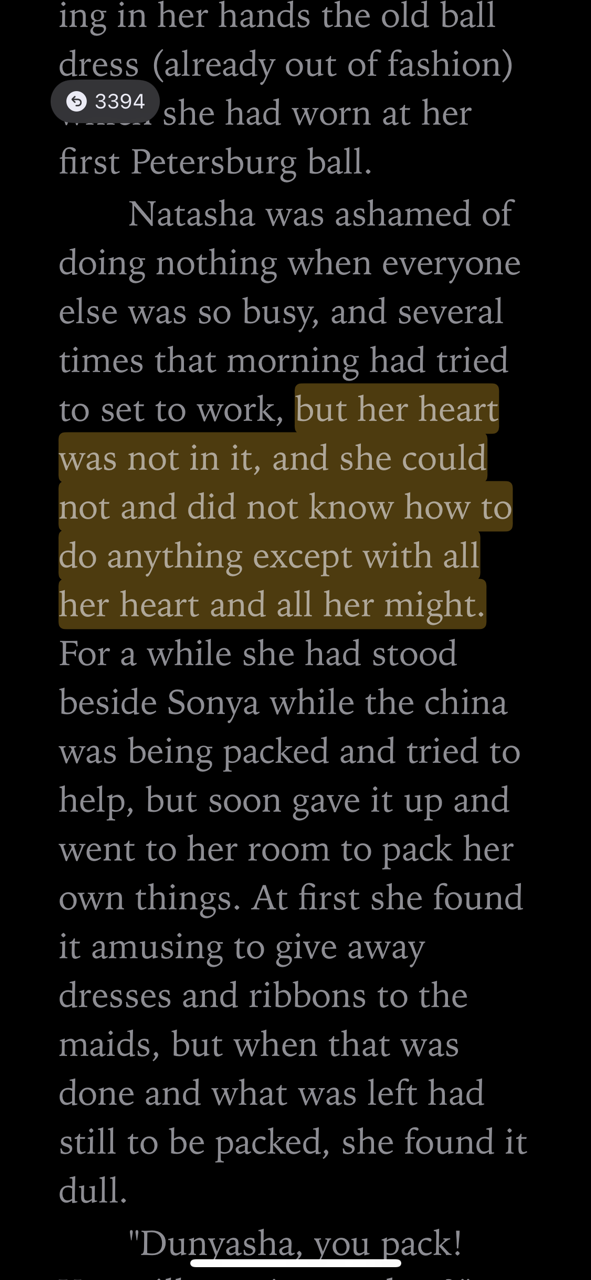 ing in her hands the old ball
dress (already out of fashion)
3394
she had worn at her
first Petersburg ball.
Natasha was ashamed of
doing nothing when everyone
else was so busy, and several
times that morning had tried
to set to work, but her heart
was not in it, and she could
not and did not know how to
do anything except with all
her heart and all her might.
For a while she had stood
beside Sonya while the china
was being packed and tried to
help, but soon gave it up and
went to her room to pack her
own things. At first she found
it amusing to give away
dresses and ribbons to the
maids, but when that was
done and what was left had
still to be packed, she found it
dull.
"Dunyasha, you pack!